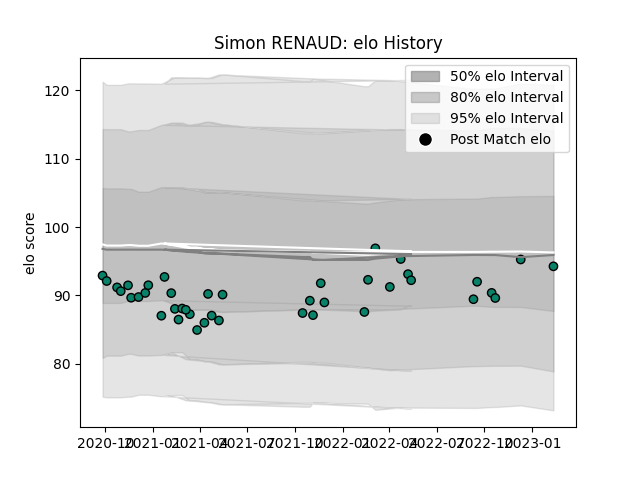 Simon RENAUD: elo History
50% elo Interval
80% elo Interval
95% elo Interval
Post Match elo
elo score
120
110
100
90
80
2020-10 2021-01 2021-04 2021-07 2021-10 2022-01 2022-04 2022-07 2022-10 2023-01